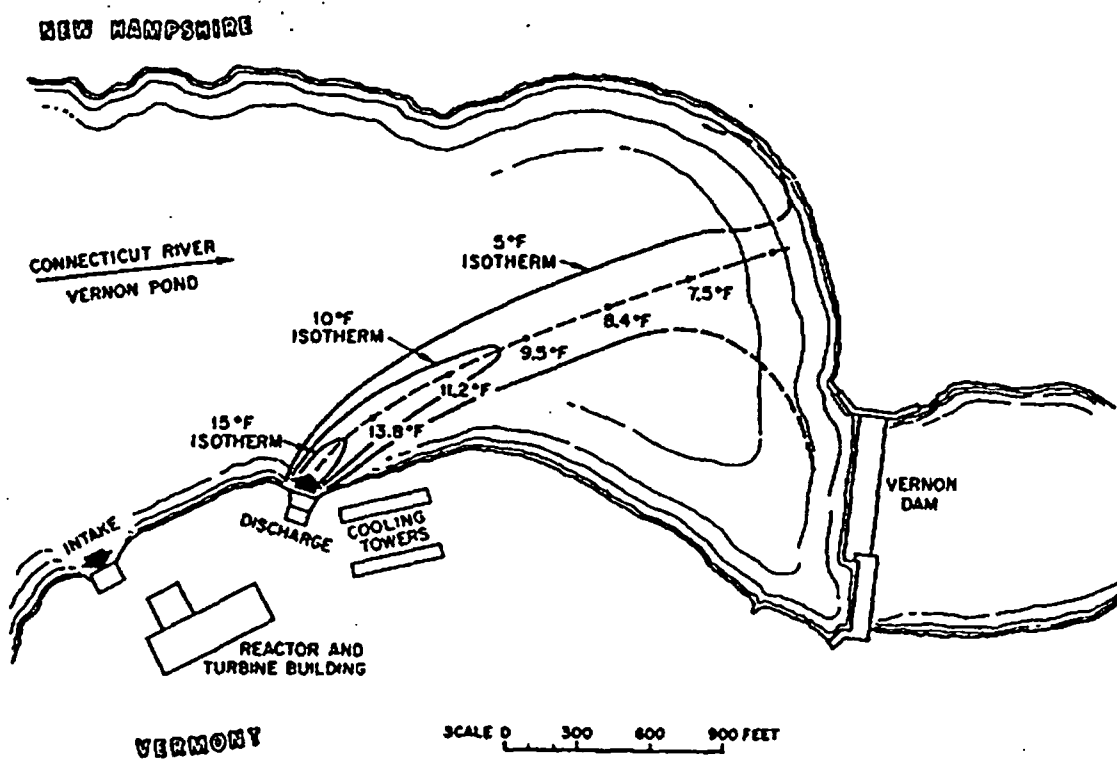 NEW HAMPSHIRE
CONNECTICUT RIVER
VERNON POND
5°F
ISOTHERM
7.5°F
8.4°F
10°F
ISOTHERM
9.5°F
11.2°F
15°F
ISOTHERM
13.8°F
VERNON
DAM
INTAKE
DISCHARGE
COOLING
TOWERS
REACTOR AND
TURBINE BUILDING
VERMONT
SCALE 0 300 600 900 FEET